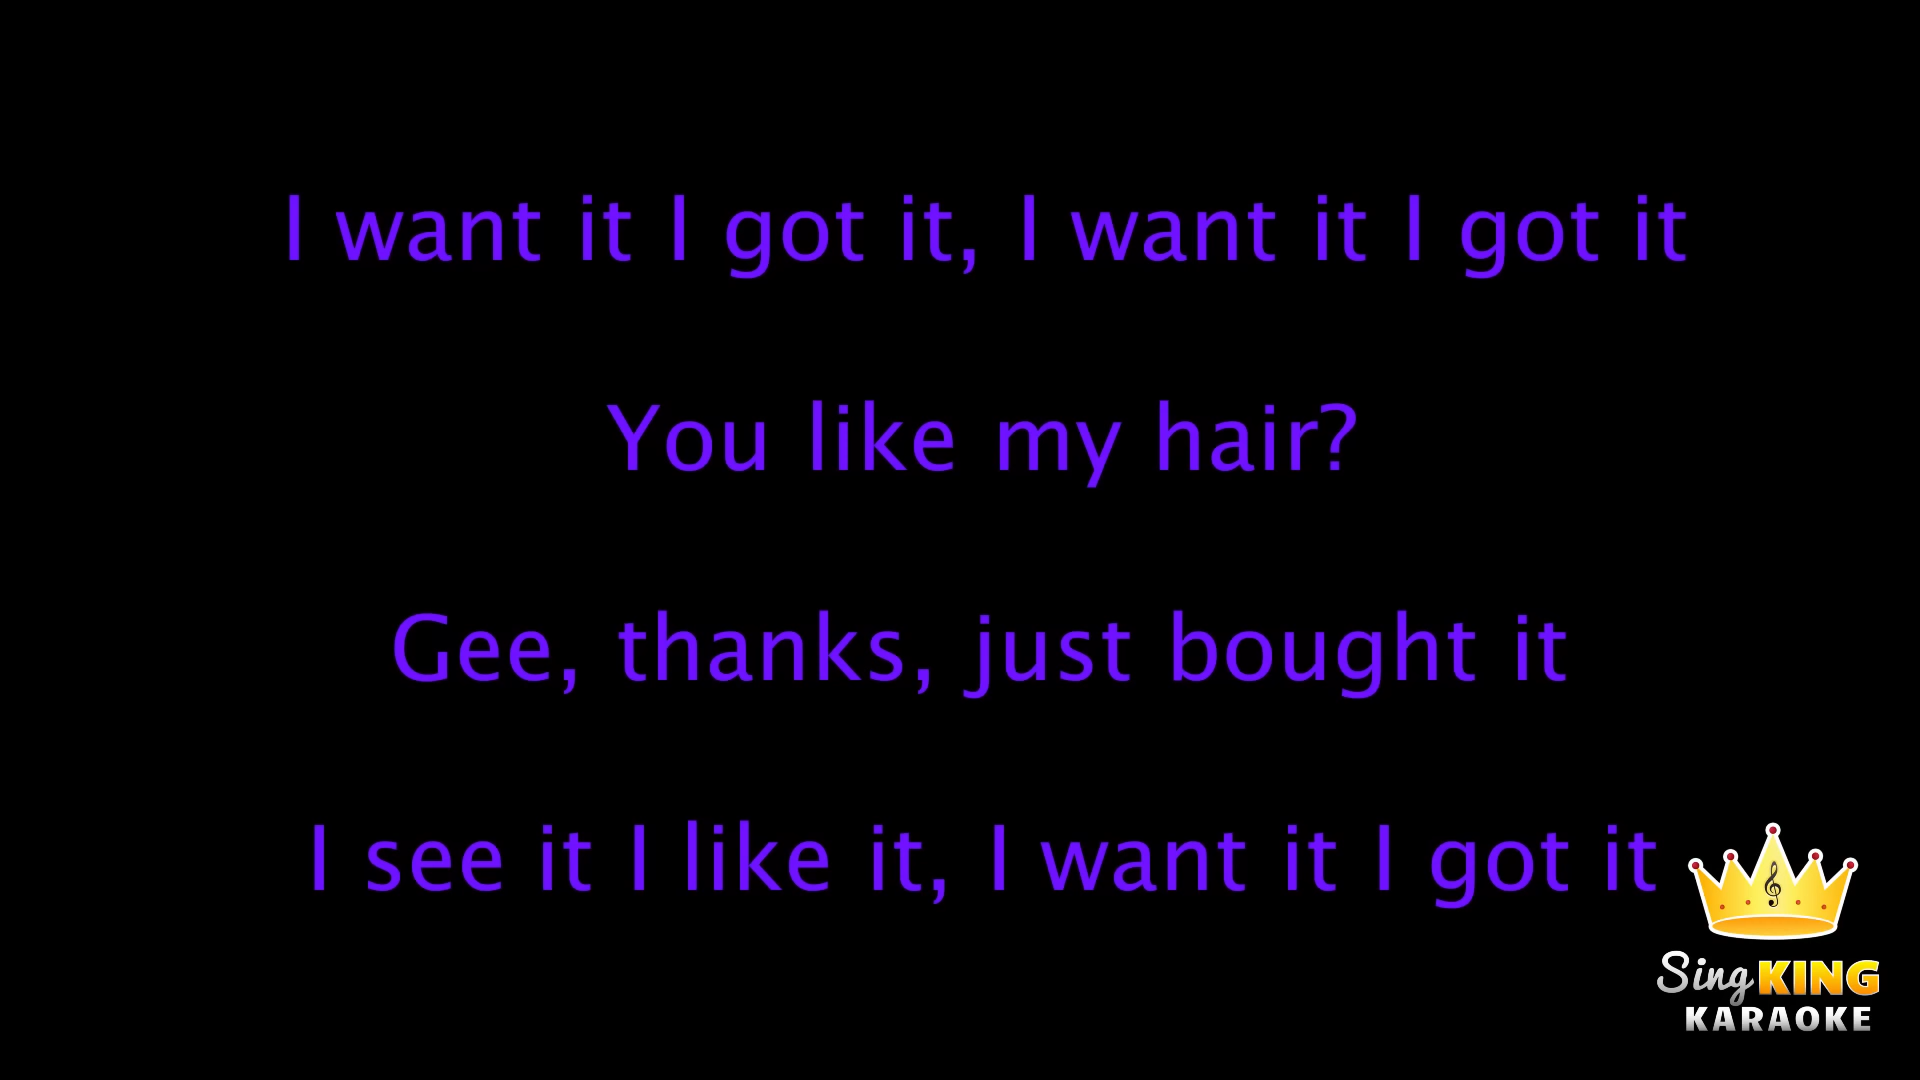 I want it I got it, I want it I got it
You like my hair?
Gee, thanks, just bought it
I see it I like it, I want it I got it
Sing KING
KARAOKE